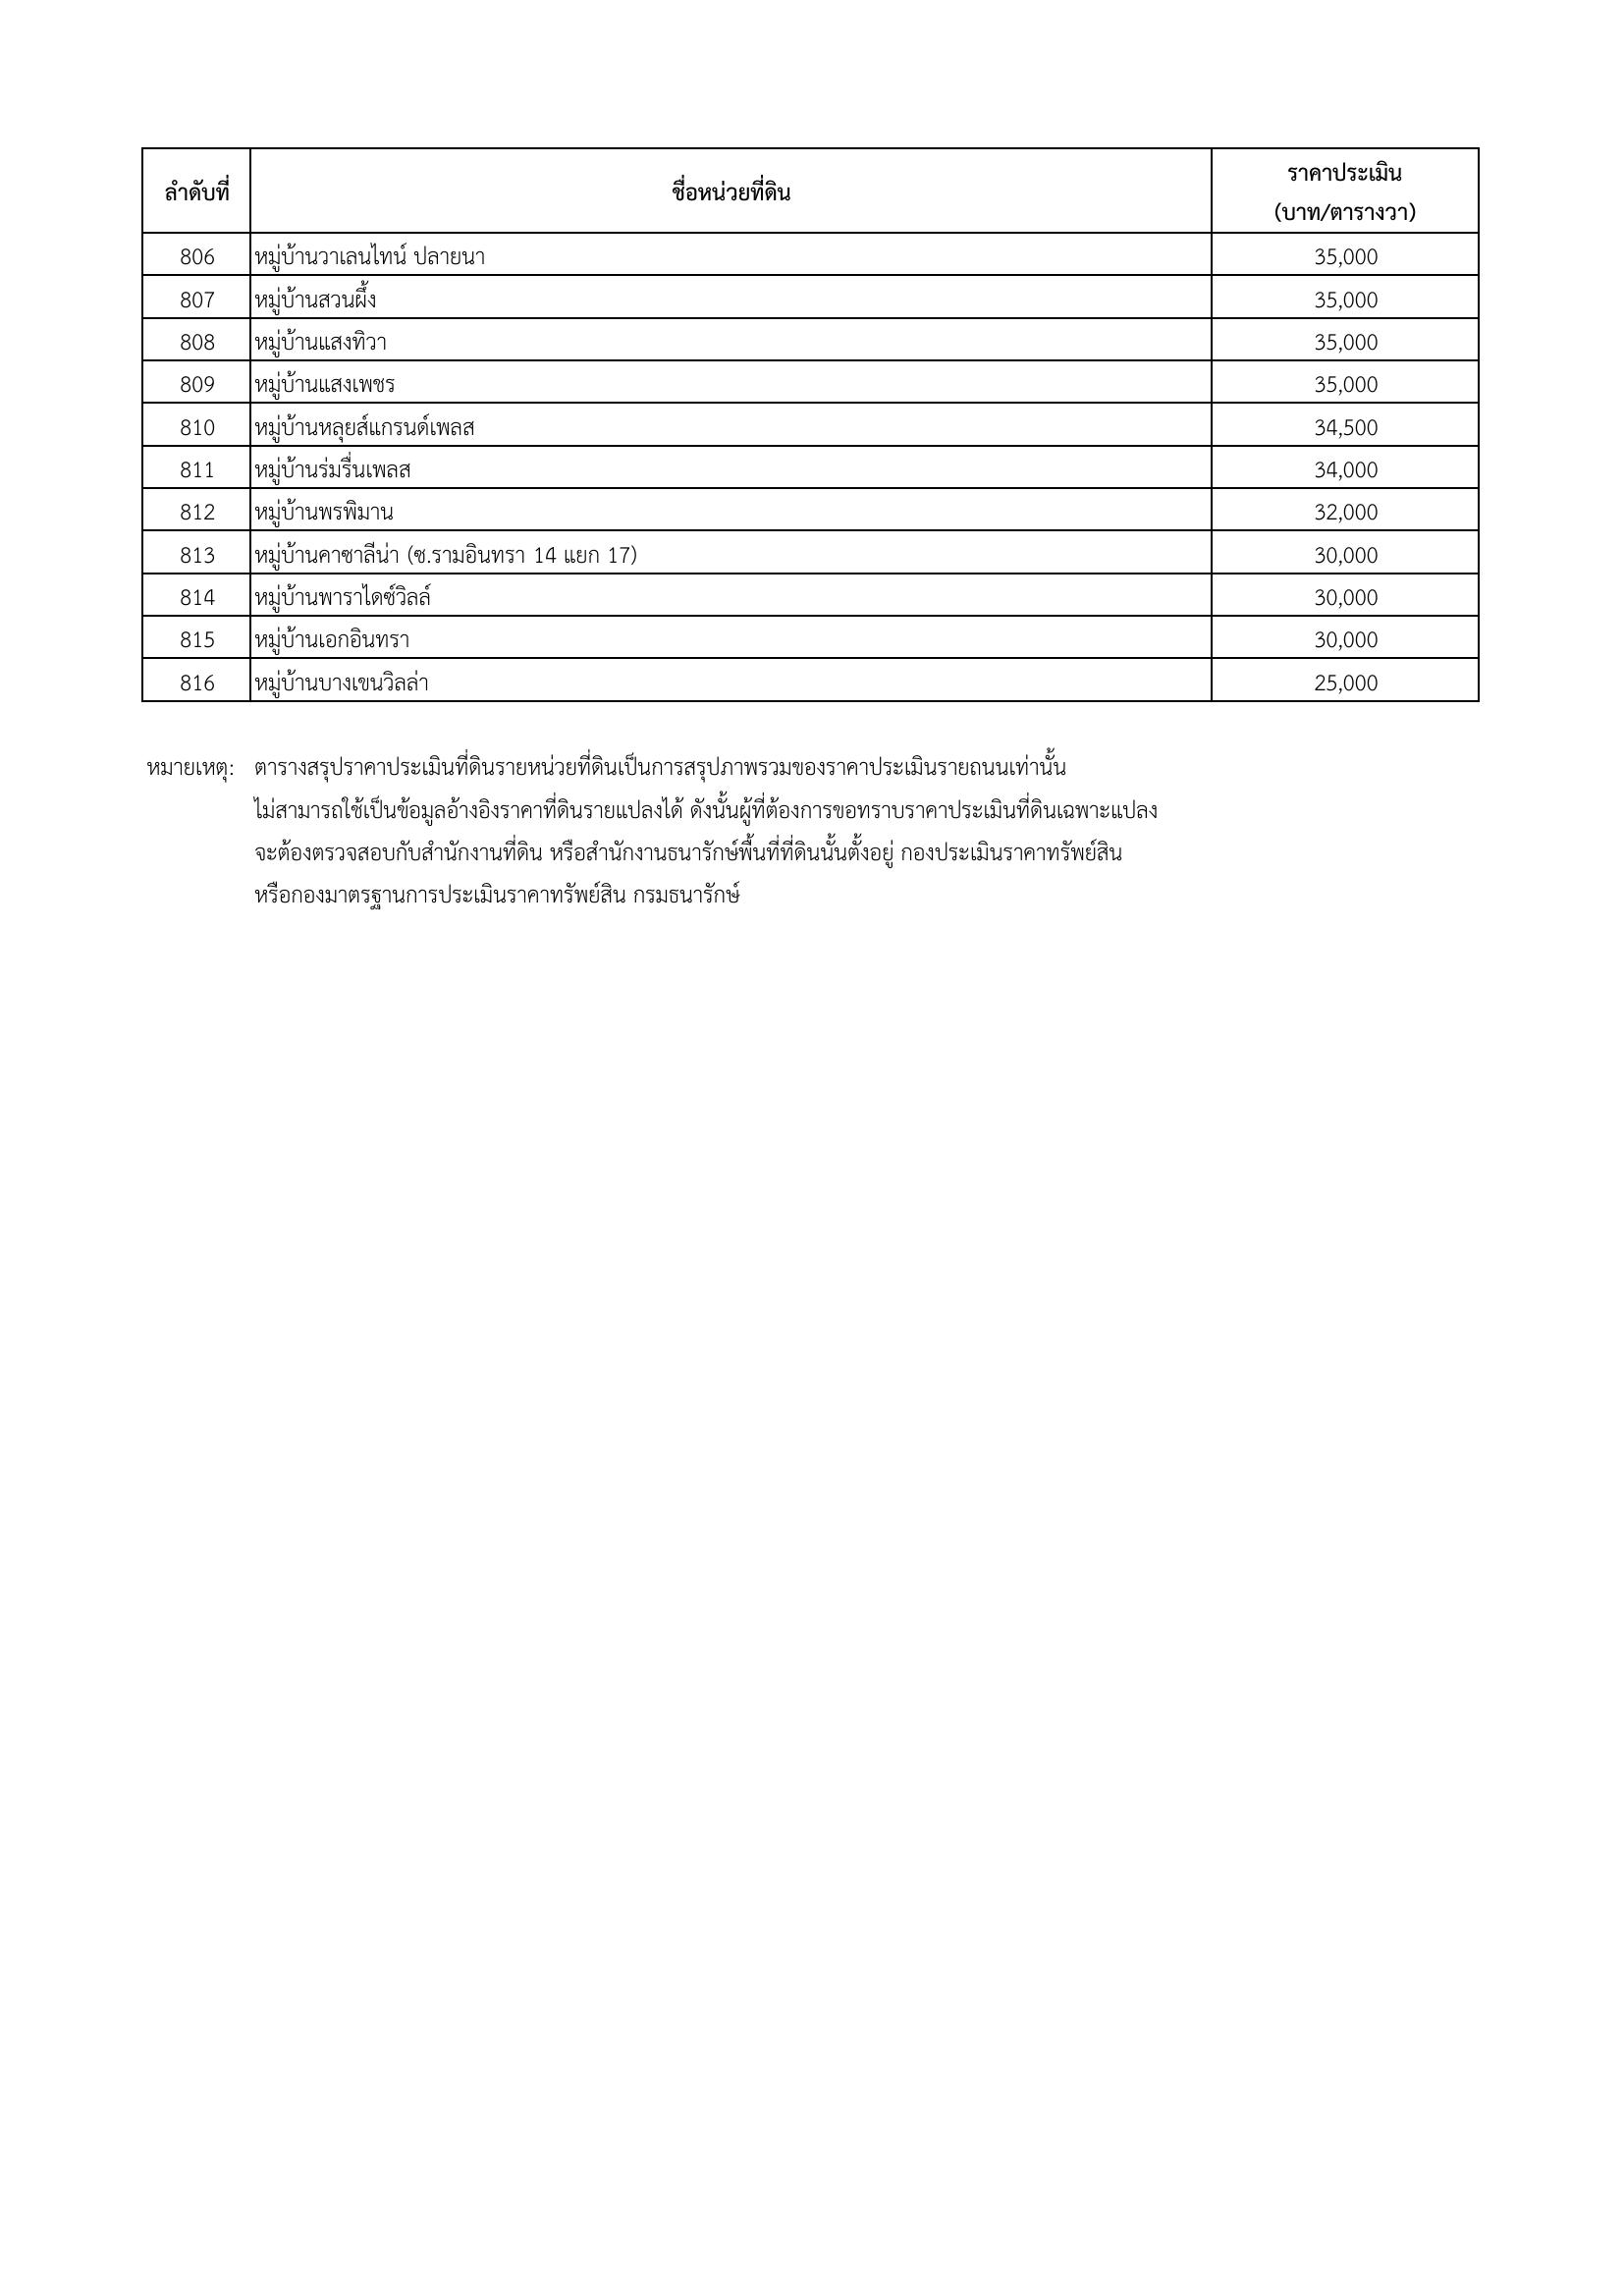 ลำดับที่ ชื่อหน่วยที่ดิน ราคาประเมิน
(บาท/ตารางวา)
806 หมู่บ้านวาเลนไทน์ ปลายนา 35,000
807 หมู่บ้านสวนผึ้ง 35,000
808 หมู่บ้านแสงทิวา 35,000
809 หมู่บ้านแสงเพชร 35,000
810 หมู่บ้านหลุยส์แกรนด์เพลส 34,500
811 หมู่บ้านร่มรื่นเพลส 34,000
812 หมู่บ้านพรพิมาน 32,000
813 หมู่บ้านคาซาลีน่า (ซ.รามอินทรา 14 แยก 17) 30,000
814 หมู่บ้านพาราไดซ์วิลล์ 30,000
815 หมู่บ้านเอกอินทรา 30,000
816 หมู่บ้านบางเขนวิลล่า 25,000
หมายเหตุ: ตารางสรุปราคาประเมินที่ดินรายหน่วยที่ดินเป็นการสรุปภาพรวมของราคาประเมินรายถนนเท่านั้น
ไม่สามารถใช้เป็นข้อมูลอ้างอิงราคาที่ดินรายแปลงได้ ดังนั้นผู้ที่ต้องการขอทราบราคาประเมินที่ดินเฉพาะแปลง
จะต้องตรวจสอบกับสำนักงานที่ดิน หรือสำนักงานธนารักษ์พื้นที่ที่ดินนั้นตั้งอยู่ กองประเมินราคาทรัพย์สิน
หรือกองมาตรฐานการประเมินราคาทรัพย์สิน กรมธนารักษ์